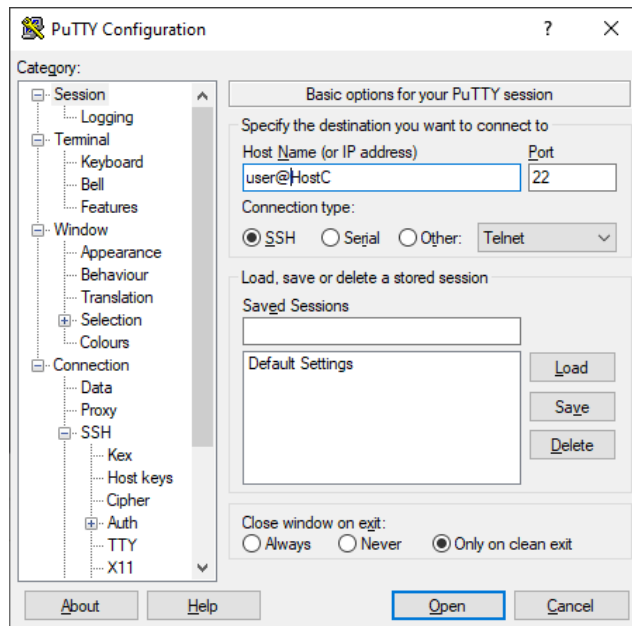 PuTTY Configuration
Category:
Session
Logging
Terminal
Keyboard
Bell
Features
Window
Appearance
Behaviour
Translation
Selection
Colours
Connection
Data
Proxy
SSH
Kex
Host keys
Cipher
Auth
TTY
X11
Basic options for your PuTTY session
Specify the destination you want to connect to
Host Name (or IP address) Port
user@HostC 22
Connection type:
SSH Serial Other: Telnet
Load, save or delete a stored session
Saved Sessions
Default Settings
Load
Save
Delete
Close window on exit:
Always Never Only on clean exit
About Help Open Cancel